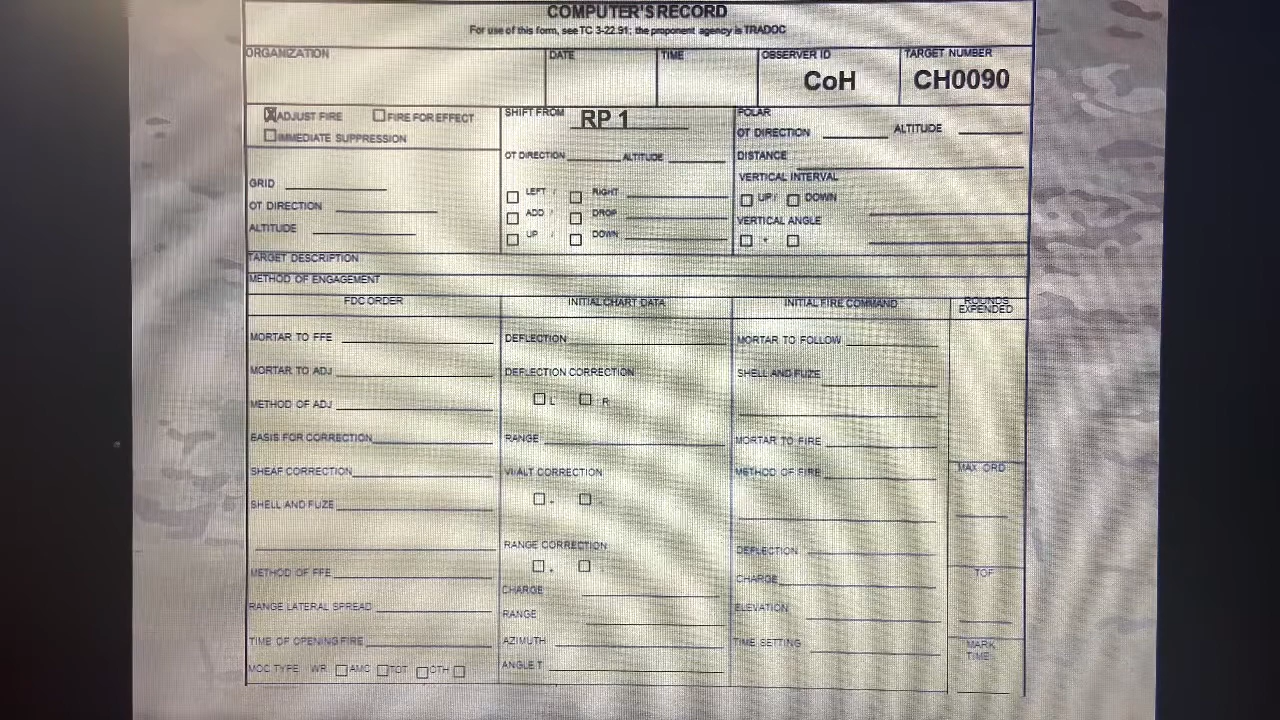 COMPUTER'S RECORD
For use of this form, see TC 3-22.91; the proponent agency is TRADOC
ORGANIZATION
DATE
TIME
OBSERVER ID
CoH
TARGET NUMBER
CH0090
X ADJUST FIRE
FIRE FOR EFFECT
IMMEDIATE SUPPRESSION
GRID
OT DIRECTION
ALTITUDE
SHIFT FROM RP 1
OT DIRECTION ALTITUDE
LEFT / RIGHT
ADD / DROP
UP / DOWN
POLAR
OT DIRECTION ALTITUDE
DISTANCE
VERTICAL INTERVAL
UP / DOWN
VERTICAL ANGLE
+
TARGET DESCRIPTION
METHOD OF ENGAGEMENT
FDC ORDER
MORTAR TO FFE
MORTAR TO ADJ
METHOD OF ADJ
BASIS FOR CORRECTION
SHEAF CORRECTION
SHELL AND FUZE
METHOD OF FFE
RANGE LATERAL SPREAD
TIME OF OPENING FIRE
MOC TYPE WR AMC TOT OTH
INITIAL CHART DATA
DEFLECTION
DEFLECTION CORRECTION
L R
RANGE
VI/ALT CORRECTION
RANGE CORRECTION
CHARGE
RANGE
AZIMUTH
ANGLE T
INITIAL FIRE COMMAND
MORTAR TO FOLLOW
SHELL AND FUZE
MORTAR TO FIRE
METHOD OF FIRE
DEFLECTION
CHARGE
ELEVATION
TIME SETTING
ROUNDS
EXPENDED
MAX ORD
TOF
MARK
TIME